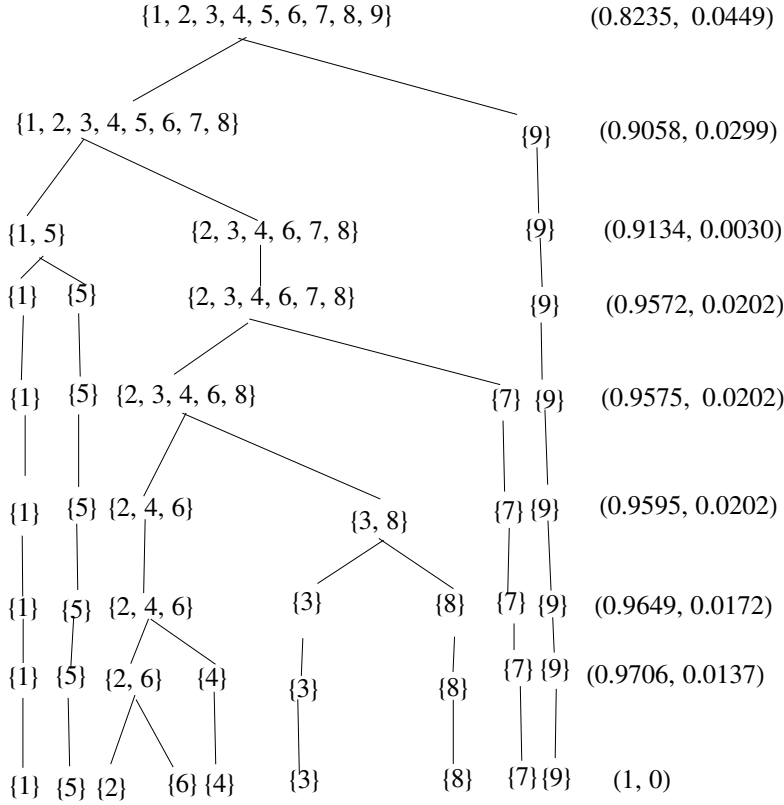 {1, 2, 3, 4, 5, 6, 7, 8, 9} (0.8235, 0.0449)
{1, 2, 3, 4, 5, 6, 7, 8} {9} (0.9058, 0.0299)
{1, 5} {2, 3, 4, 6, 7, 8} {9} (0.9134, 0.0030)
{1} {5} {2, 3, 4, 6, 7, 8} {9} (0.9572, 0.0202)
{1} {5} {2, 3, 4, 6, 8} {7} {9} (0.9575, 0.0202)
{1} {5} {2, 4, 6} {3, 8} {7} {9} (0.9595, 0.0202)
{1} {5} {2, 4, 6} {3} {8} {7} {9} (0.9649, 0.0172)
{1} {5} {2, 6} {4} {3} {8} {7} {9} (0.9706, 0.0137)
{1} {5} {2} {6} {4} {3} {8} {7} {9} (1, 0)